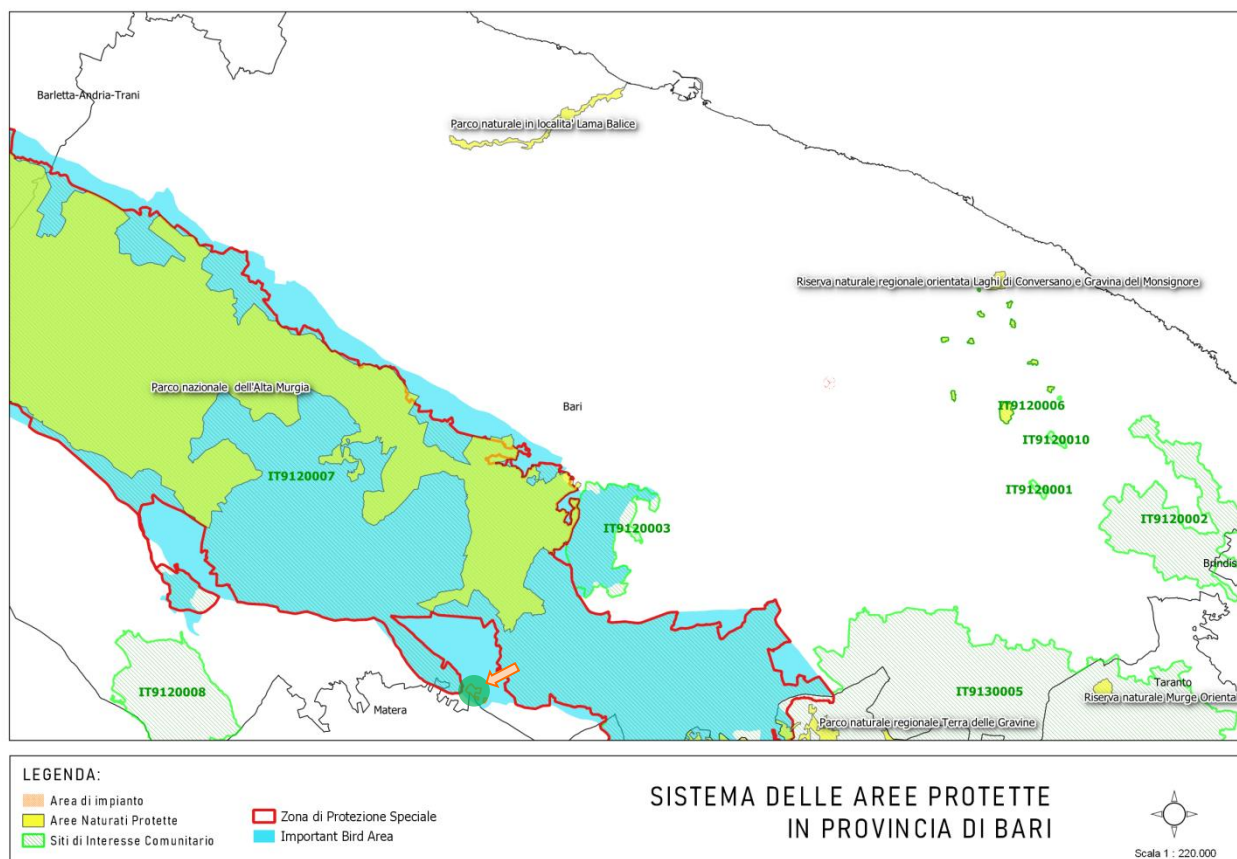 Barletta-Andria-Trani
Parco naturale in localita' Lama Balice
Riserva naturale regionale orientata Laghi di Conversano e Gravina del Monsignore
Parco nazionale dell'Alta Murgia
Bari
IT9120006
IT9120010
IT9120007
IT9120001
IT9120002
IT9120003
Brindis
IT9120008
Matera
IT9130005
Taranto
Riserva naturale Murge Orienta
Parco naturale regionale Terra delle Gravine
LEGENDA:
Area di impianto
Aree Naturati Protette
Siti di Interesse Comunitario
Zona di Protezione Speciale
Important Bird Area
SISTEMA DELLE AREE PROTETTE
IN PROVINCIA DI BARI
Scala 1 : 220.000